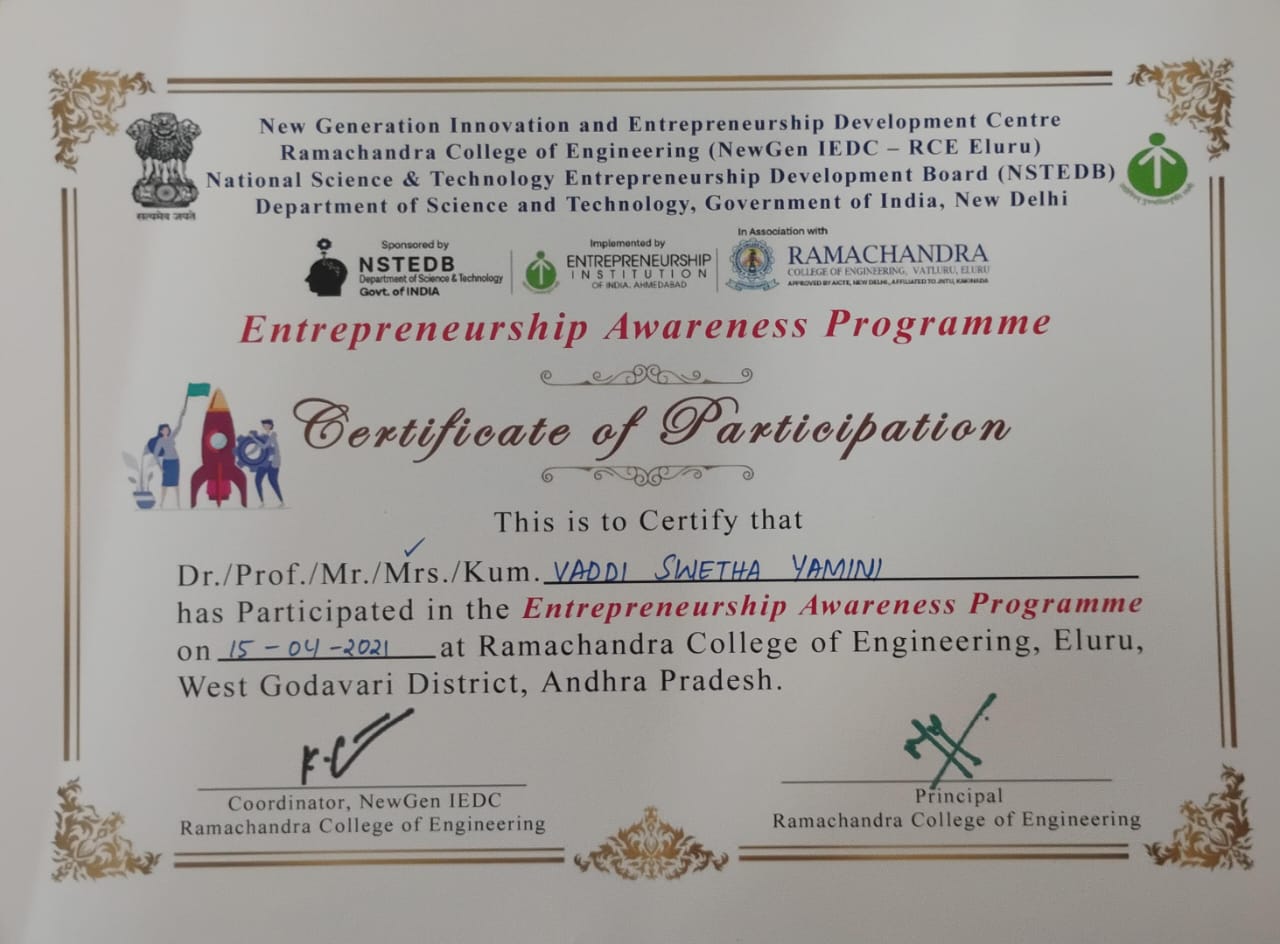 New Generation Innovation and Entrepreneurship Development Centre
Ramachandra College of Engineering (NewGen IEDC – RCE Eluru)
National Science & Technology Entrepreneurship Development Board (NSTEDB)
Department of Science and Technology, Government of India, New Delhi
सत्यमेव जयते
Sponsored by
NSTEDB
Department of Science & Technology
Govt. of INDIA
Implemented by
ENTREPRENEURSHIP
INSTITUTION
OF INDIA, AHMEDABAD
In Association with
RAMACHANDRA
COLLEGE OF ENGINEERING, VATLURU, ELURU
APPROVED BY AICTE, NEW DELHI, AFFILIATED TO JNTU, KAKINADA
Entrepreneurship Awareness Programme
Certificate of Participation
This is to Certify that
Dr./Prof./Mr./Mrs./Kum. VADDI SWETHA YAMINI
has Participated in the Entrepreneurship Awareness Programme
on 15-04-2021 at Ramachandra College of Engineering, Eluru,
West Godavari District, Andhra Pradesh.
Coordinator, NewGen IEDC
Ramachandra College of Engineering
Principal
Ramachandra College of Engineering